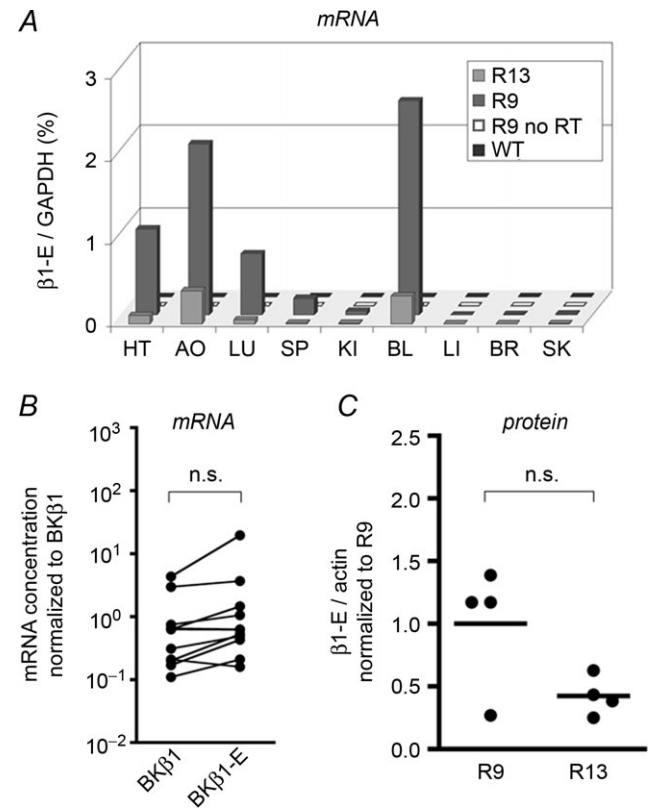 A
mRNA
β1-E / GAPDH (%)
3
2
1
0
R13
R9
R9 no RT
WT
HT AO LU SP KI BL LI BR SK
B
mRNA
mRNA concentration
normalized to BKβ1
10³
10²
10¹
10⁰
10⁻¹
10⁻²
n.s.
BKβ1
BKβ1-E
C
protein
β1-E / actin
normalized to R9
2.5
2.0
1.5
1.0
0.5
0.0
n.s.
R9 R13